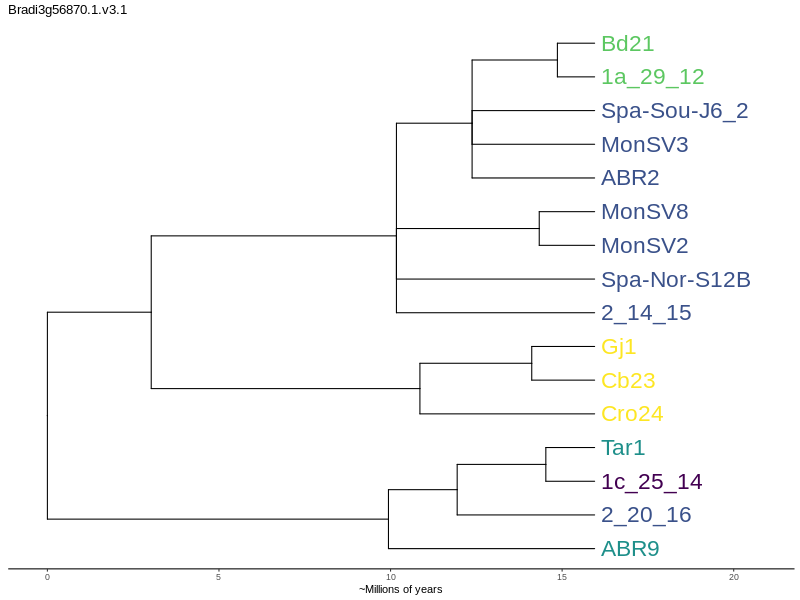 Bradi3g56870.1.v3.1
Bd21
1a_29_12
Spa-Sou-J6_2
MonSV3
ABR2
MonSV8
MonSV2
Spa-Nor-S12B
2_14_15
Gj1
Cb23
Cro24
Tar1
1c_25_14
2_20_16
ABR9
0 5 10 15 20
~Millions of years